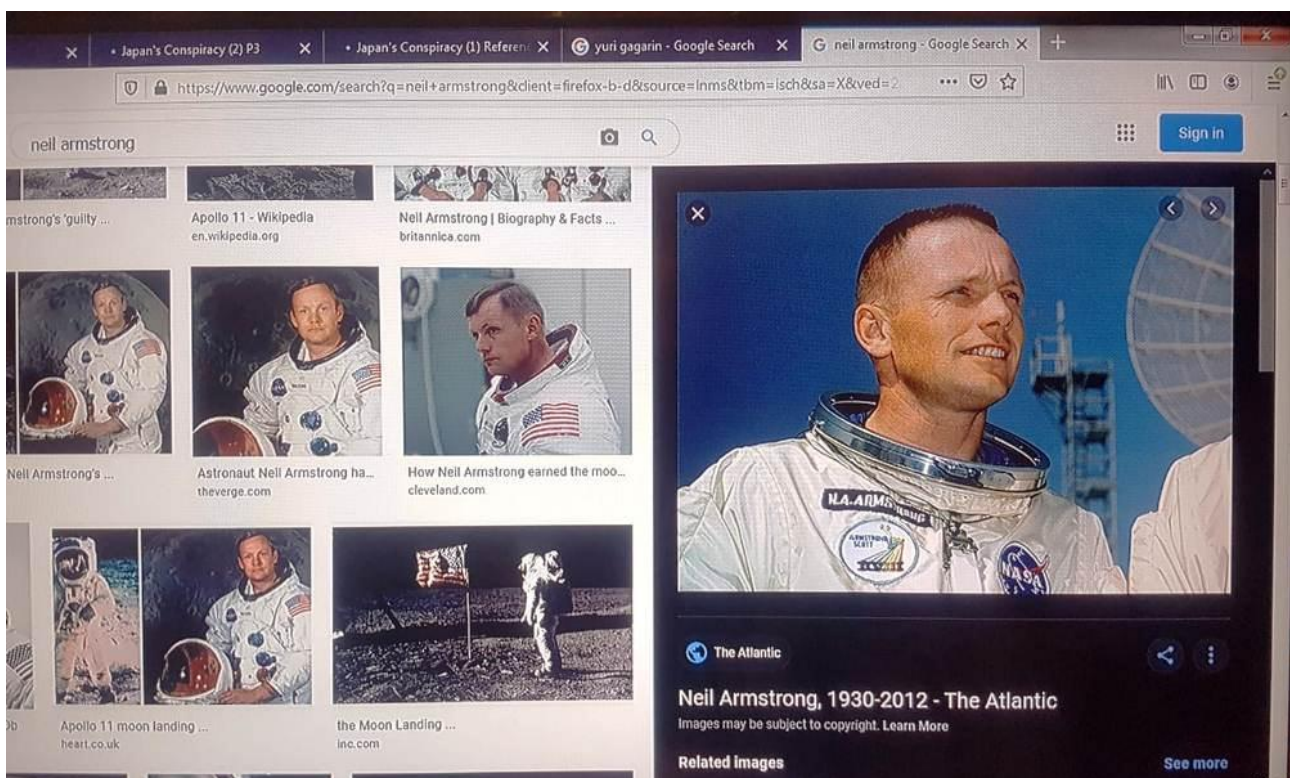 • Japan's Conspiracy (2) P3
• Japan's Conspiracy (1) Referenc
yuri gagarin - Google Search
neil armstrong - Google Search
https://www.google.com/search?q=neil+armstrong&client=firefox-b-d&source=lnms&tbm=isch&sa=X&ved=2
neil armstrong
Sign in
mstrong's 'guilty ...
Apollo 11 - Wikipedia
en.wikipedia.org
Neil Armstrong | Biography & Facts ...
britannica.com
Neil Armstrong's ...
Astronaut Neil Armstrong ha...
theverge.com
How Neil Armstrong earned the moo...
cleveland.com
Apollo 11 moon landing ...
heart.co.uk
the Moon Landing ...
inc.com
N.A.ARMSTRONG
ARMSTRONG
SCOTT
NASA
The Atlantic
Neil Armstrong, 1930-2012 - The Atlantic
Images may be subject to copyright. Learn More
Related images
See more